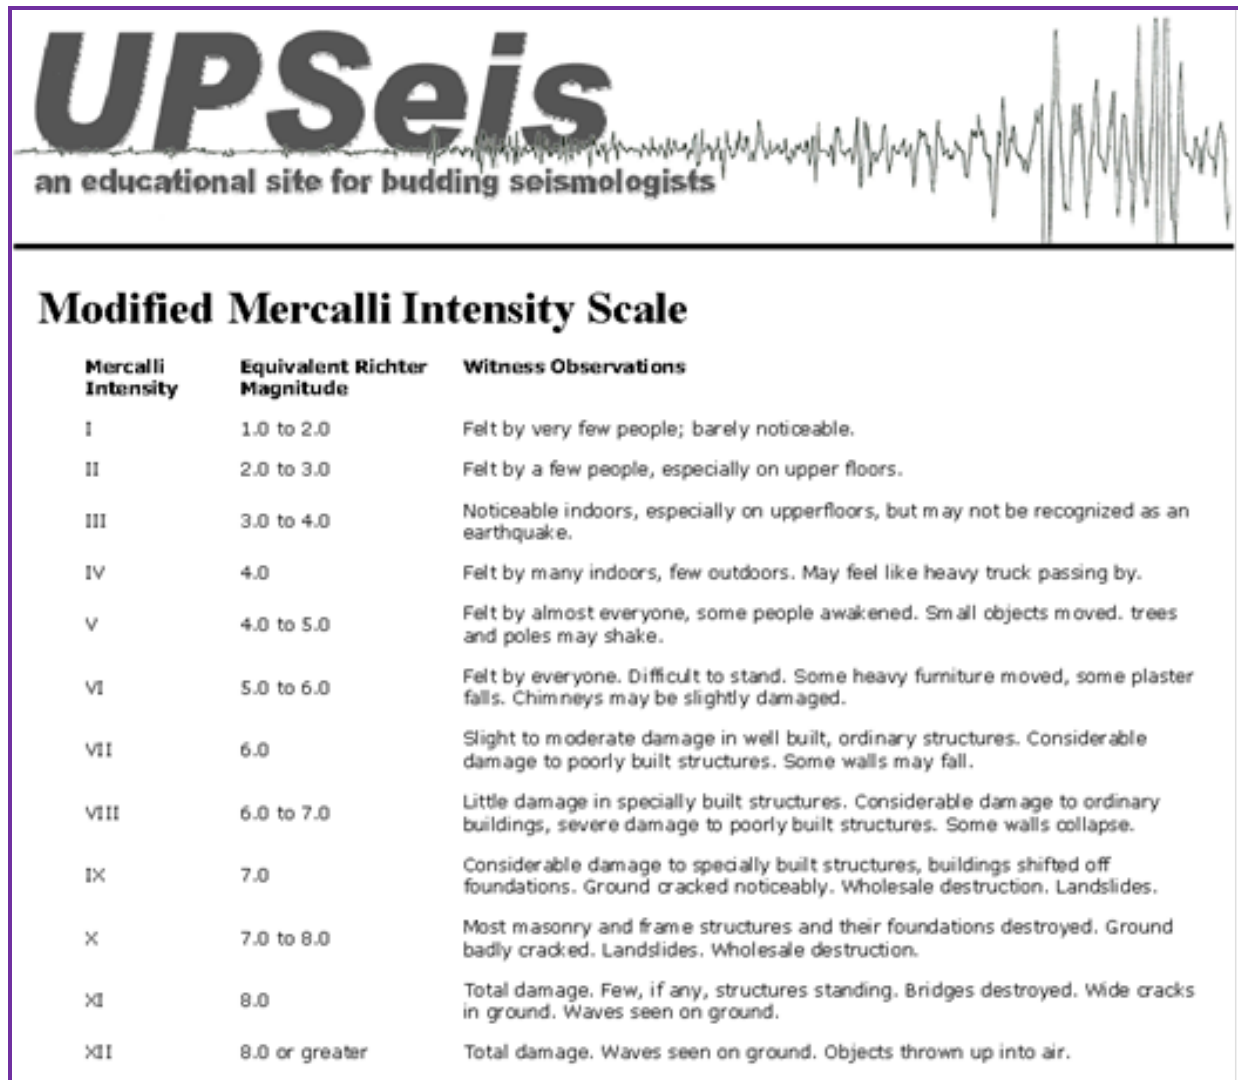 UPSeis
an educational site for budding seismologists
Modified Mercalli Intensity Scale
Mercalli Intensity Equivalent Richter Magnitude Witness Observations
I 1.0 to 2.0 Felt by very few people; barely noticeable.
II 2.0 to 3.0 Felt by a few people, especially on upper floors.
III 3.0 to 4.0 Noticeable indoors, especially on upperfloors, but may not be recognized as an
earthquake.
IV 4.0 Felt by many indoors, few outdoors. May feel like heavy truck passing by.
V 4.0 to 5.0 Felt by almost everyone, some people awakened. Small objects moved. trees
and poles may shake.
VI 5.0 to 6.0 Felt by everyone. Difficult to stand. Some heavy furniture moved, some plaster
falls. Chimneys may be slightly damaged.
VII 6.0 Slight to moderate damage in well built, ordinary structures. Considerable
damage to poorly built structures. Some walls may fall.
VIII 6.0 to 7.0 Little damage in specially built structures. Considerable damage to ordinary
buildings, severe damage to poorly built structures. Some walls collapse.
IX 7.0 Considerable damage to specially built structures, buildings shifted off
foundations. Ground cracked noticeably. Wholesale destruction. Landslides.
X 7.0 to 8.0 Most masonry and frame structures and their foundations destroyed. Ground
badly cracked. Landslides. Wholesale destruction.
XI 8.0 Total damage. Few, if any, structures standing. Bridges destroyed. Wide cracks
in ground. Waves seen on ground.
XII 8.0 or greater Total damage. Waves seen on ground. Objects thrown up into air.